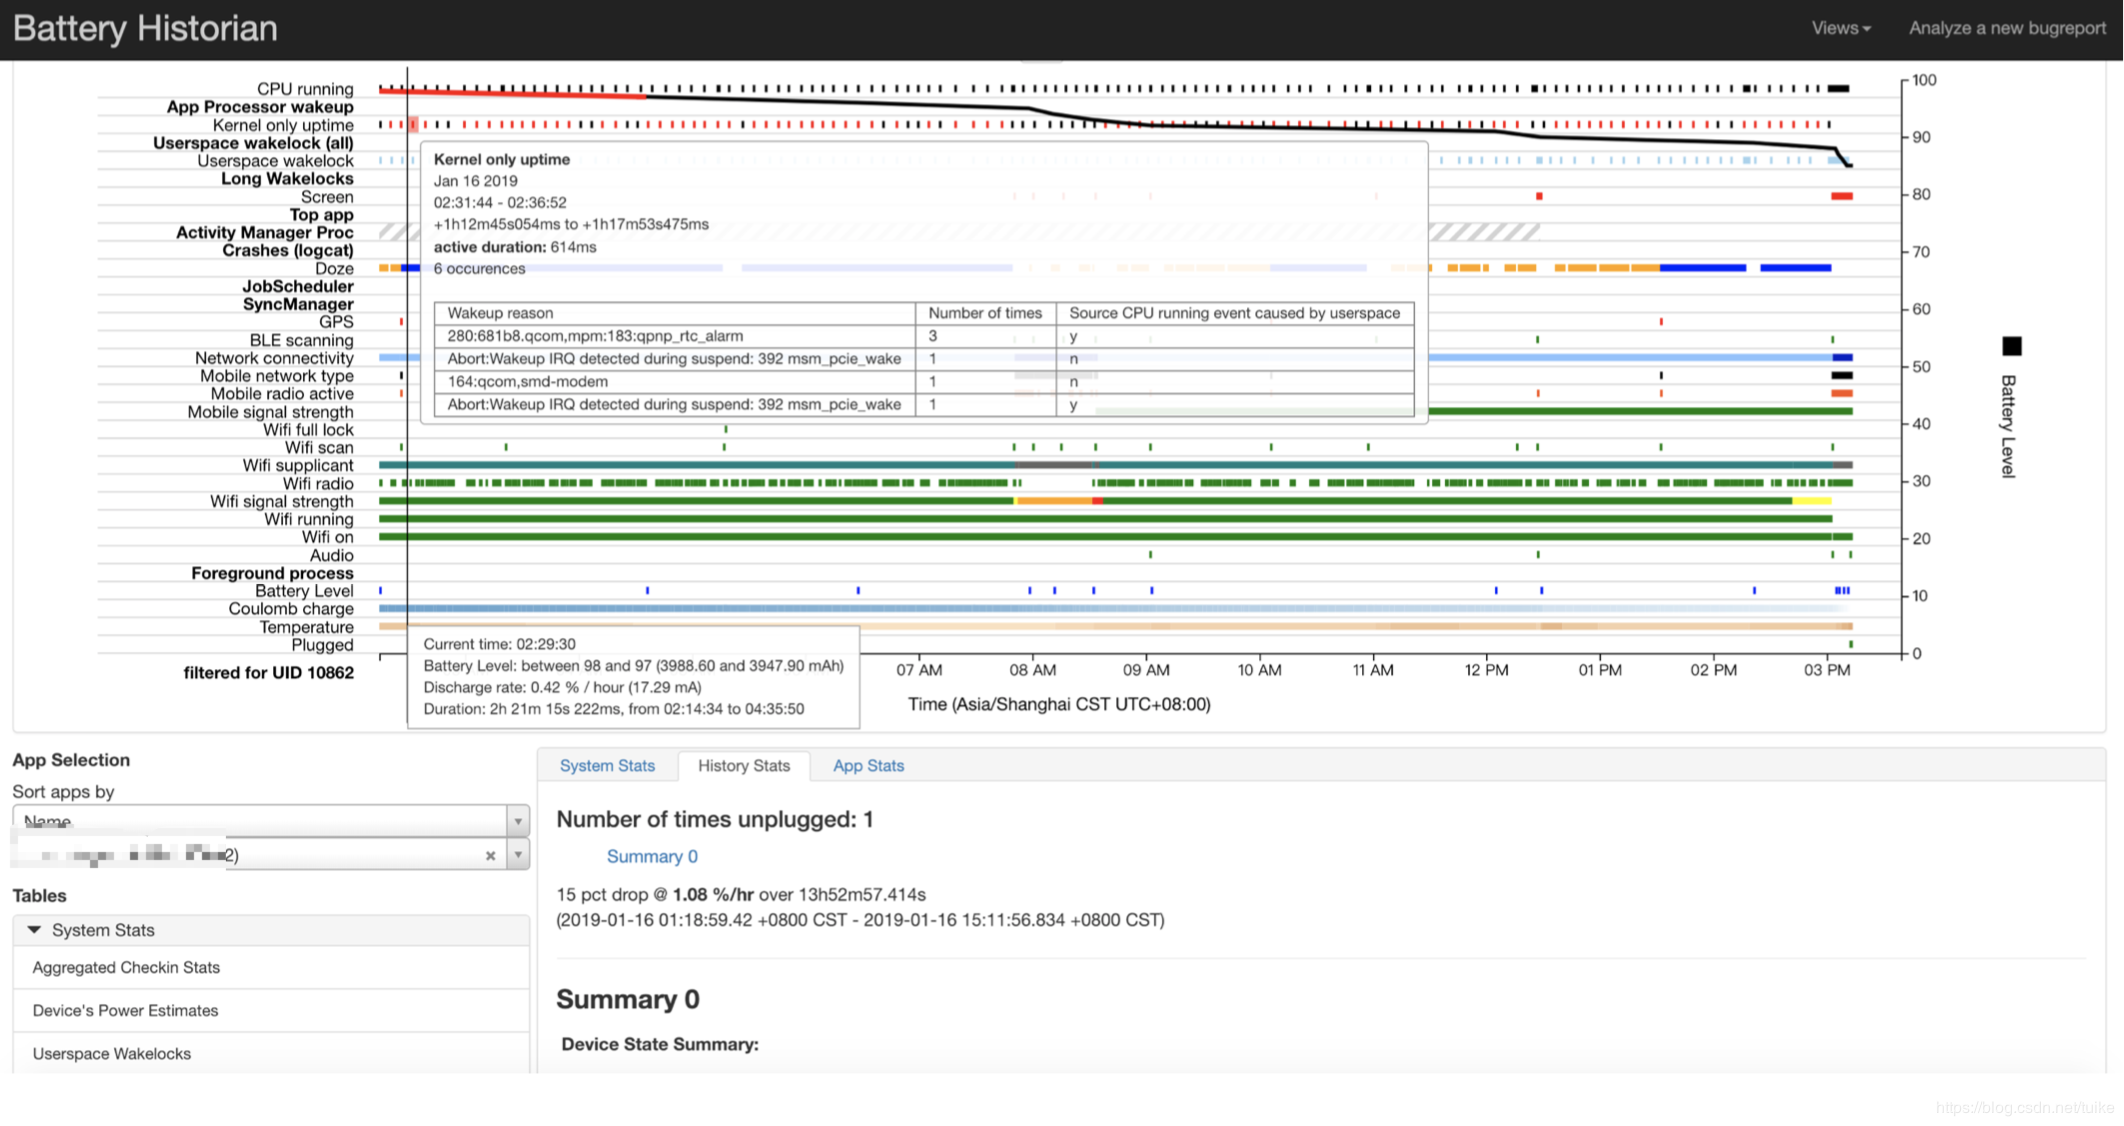 Battery Historian
Views
Analyze a new bugreport
CPU running
App Processor wakeup
Kernel only uptime
Userspace wakelock (all)
Userspace wakelock
Long Wakelocks
Screen
Top app
Activity Manager Proc
Crashes (logcat)
Doze
JobScheduler
SyncManager
GPS
BLE scanning
Network connectivity
Mobile network type
Mobile radio active
Mobile signal strength
Wifi full lock
Wifi scan
Wifi supplicant
Wifi radio
Wifi signal strength
Wifi running
Wifi on
Audio
Foreground process
Battery Level
Coulomb charge
Temperature
Plugged
filtered for UID 10862
Kernel only uptime
Jan 16 2019
02:31:44 - 02:36:52
+1h12m45s054ms to +1h17m53s475ms
active duration: 614ms
6 occurences
Wakeup reason Number of times Source CPU running event caused by userspace
280:681b8.qcom,mpm:183:qpnp_rtc_alarm 3 y
Abort:Wakeup IRQ detected during suspend: 392 msm_pcie_wake 1 n
164:qcom,smd-modem 1 n
Abort:Wakeup IRQ detected during suspend: 392 msm_pcie_wake 1 y
100
90
80
70
60
50
40
30
20
10
0
Battery Level
Current time: 02:29:30
Battery Level: between 98 and 97 (3988.60 and 3947.90 mAh)
Discharge rate: 0.42 % / hour (17.29 mA)
Duration: 2h 21m 15s 222ms, from 02:14:34 to 04:35:50
07 AM 08 AM 09 AM 10 AM 11 AM 12 PM 01 PM 02 PM 03 PM
Time (Asia/Shanghai CST UTC+08:00)
App Selection
Sort apps by
Name
2)
Tables
System Stats
Aggregated Checkin Stats
Device's Power Estimates
Userspace Wakelocks
System Stats History Stats App Stats
Number of times unplugged: 1
Summary 0
15 pct drop @ 1.08 %/hr over 13h52m57.414s
(2019-01-16 01:18:59.42 +0800 CST - 2019-01-16 15:11:56.834 +0800 CST)
Summary 0
Device State Summary:
https://blog.csdn.net/tuike